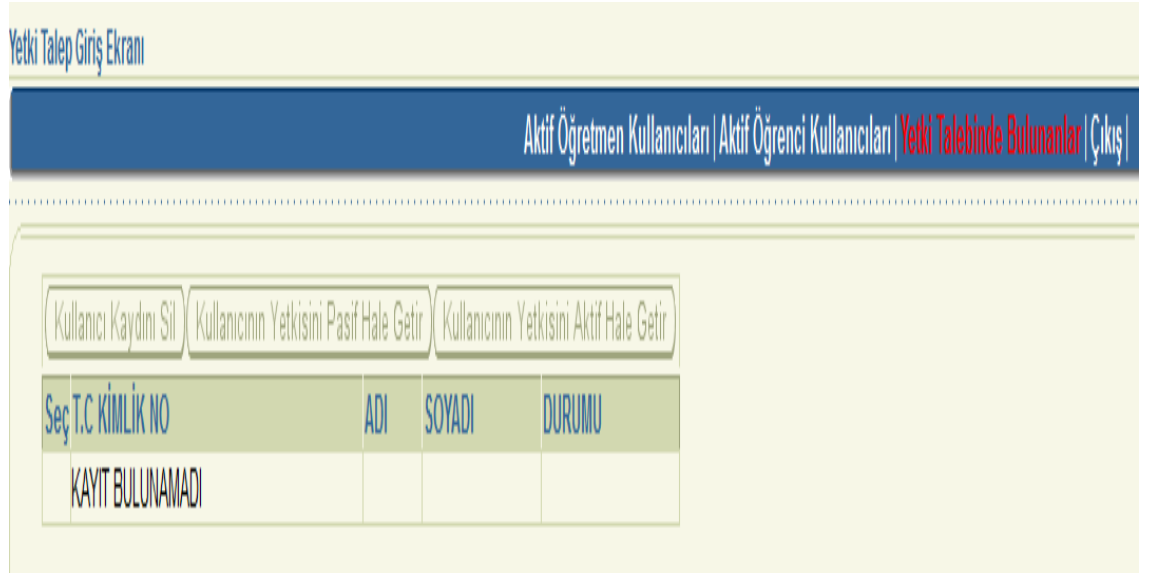 Yetki Talep Giriş Ekranı
Aktif Öğretmen Kullanıcıları | Aktif Öğrenci Kullanıcıları | Yetki Talebinde Bulunanlar | Çıkış |
Kullanıcı Kaydını Sil Kullanıcının Yetkisini Pasif Hale Getir Kullanıcının Yetkisini Aktif Hale Getir
Seç T.C KİMLİK NO ADI SOYADI DURUMU
KAYIT BULUNAMADI